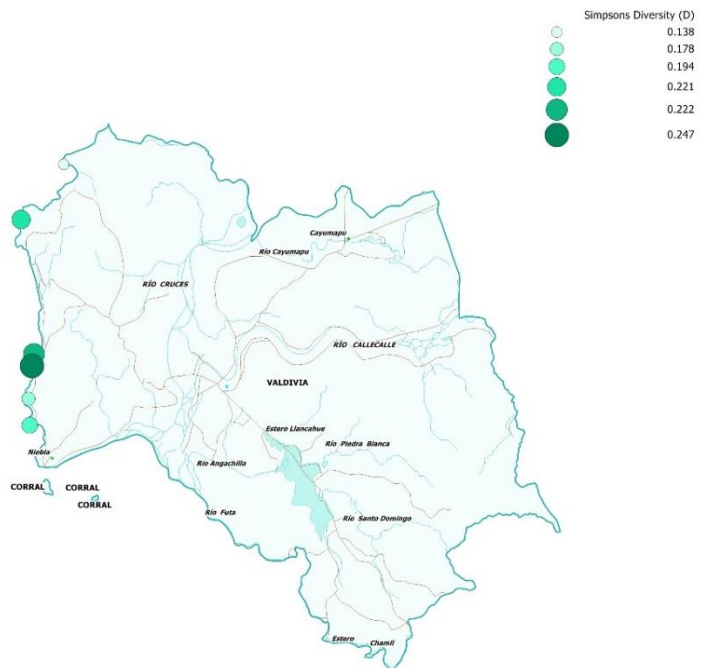 Simpsons Diversity (D)
0.138
0.178
0.194
0.221
0.222
0.247
Cayumapu
Río Cayumapu
RÍO CRUCES
RÍO CALLECALLE
VALDIVIA
Estero Llancahue
Río Piedra Blanca
Niebla
Río Angachilla
CORRAL
CORRAL
CORRAL
Río Futa
Río Santo Domingo
Estero Chamil